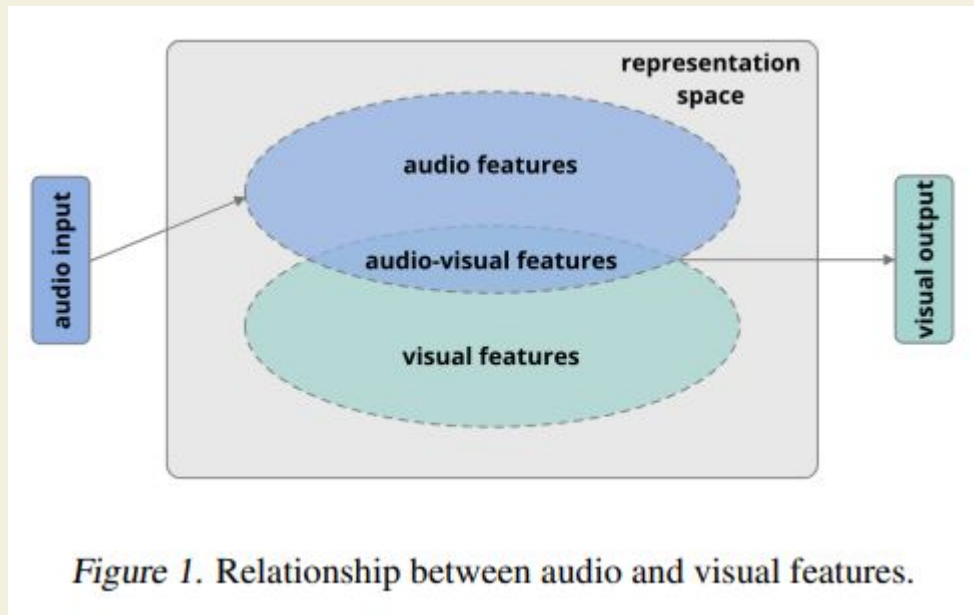 representation
space
audio features
audio input
audio-visual features
visual output
visual features
Figure 1. Relationship between audio and visual features.